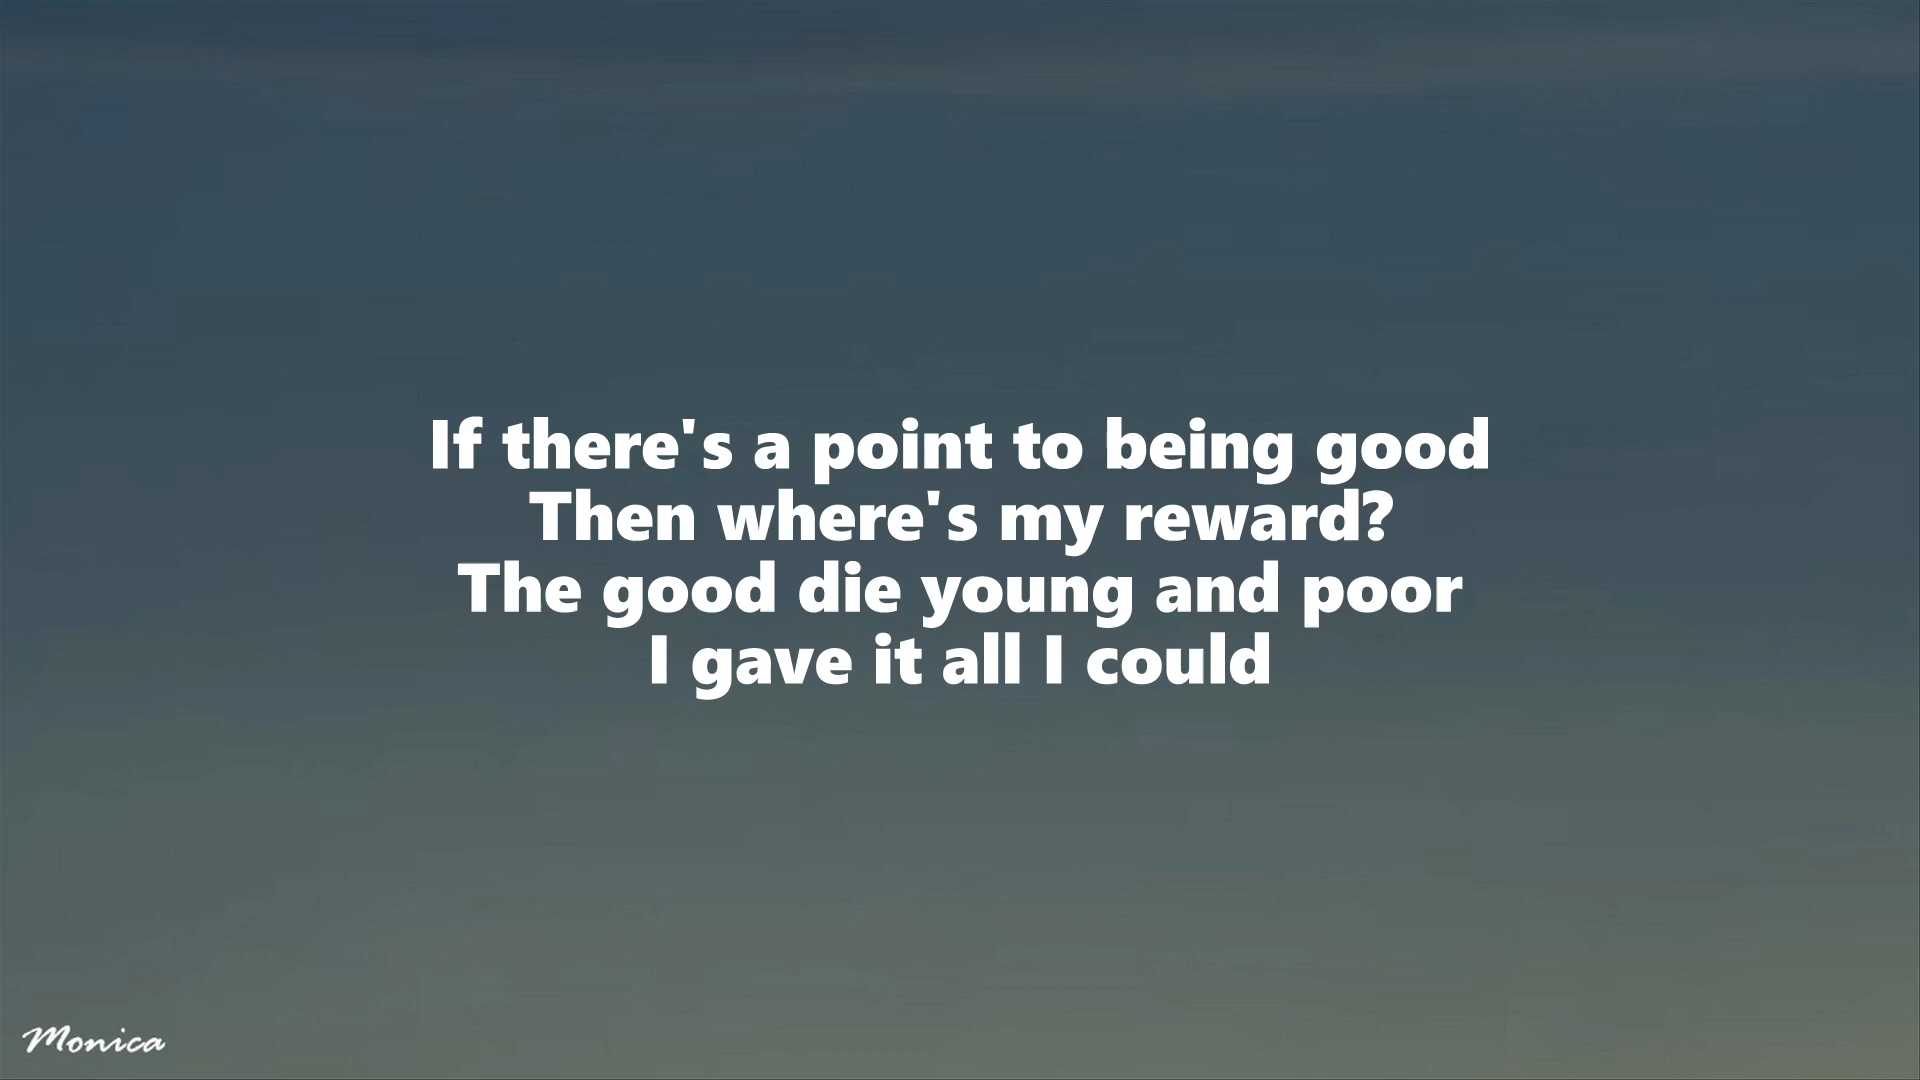 If there's a point to being good
Then where's my reward?
The good die young and poor
I gave it all I could
Monica